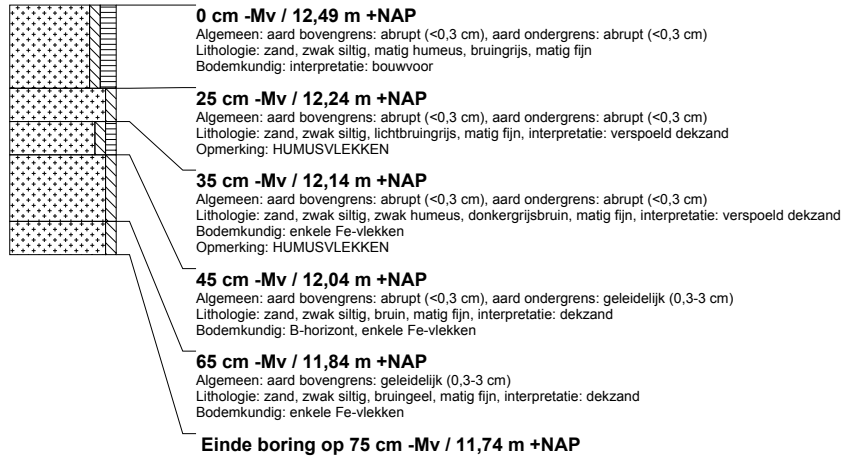 0 cm -Mv / 12,49 m +NAP
Algemeen: aard bovengrens: abrupt (<0,3 cm), aard ondergrens: abrupt (<0,3 cm)
Lithologie: zand, zwak siltig, matig humeus, bruingrijs, matig fijn
Bodemkundig: interpretatie: bouwvoor
25 cm -Mv / 12,24 m +NAP
Algemeen: aard bovengrens: abrupt (<0,3 cm), aard ondergrens: abrupt (<0,3 cm)
Lithologie: zand, zwak siltig, lichtbruingrijs, matig fijn, interpretatie: verspoeld dekzand
Opmerking: HUMUSVLEKKEN
35 cm -Mv / 12,14 m +NAP
Algemeen: aard bovengrens: abrupt (<0,3 cm), aard ondergrens: abrupt (<0,3 cm)
Lithologie: zand, zwak siltig, zwak humeus, donkergrijsbruin, matig fijn, interpretatie: verspoeld dekzand
Bodemkundig: enkele Fe-vlekken
Opmerking: HUMUSVLEKKEN
45 cm -Mv / 12,04 m +NAP
Algemeen: aard bovengrens: abrupt (<0,3 cm), aard ondergrens: geleidelijk (0,3-3 cm)
Lithologie: zand, zwak siltig, bruin, matig fijn, interpretatie: dekzand
Bodemkundig: B-horizont, enkele Fe-vlekken
65 cm -Mv / 11,84 m +NAP
Algemeen: aard bovengrens: geleidelijk (0,3-3 cm)
Lithologie: zand, zwak siltig, bruingeel, matig fijn, interpretatie: dekzand
Bodemkundig: enkele Fe-vlekken
Einde boring op 75 cm -Mv / 11,74 m +NAP